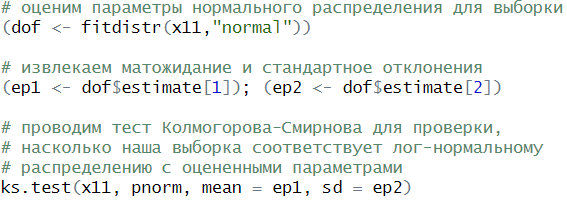 # оценим параметры нормального распределения для выборки
(dof <- fitdistr(x11,"normal"))
# извлекаем матожидание и стандартное отклонения
(ep1 <- dof$estimate[1]); (ep2 <- dof$estimate[2])
# проводим тест Колмогорова-Смирнова для проверки,
# насколько наша выборка соответствует лог-нормальному
# распределению с оцененными параметрами
ks.test(x11, pnorm, mean = ep1, sd = ep2)